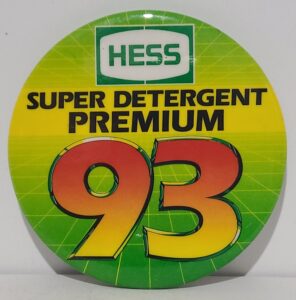 HESS
SUPER DETERGENT
PREMIUM
93